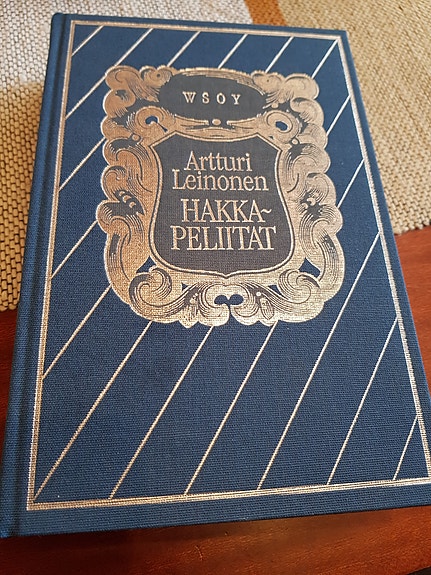 WSOY
Artturi
Leinonen
HAKKA-
PELIITAT